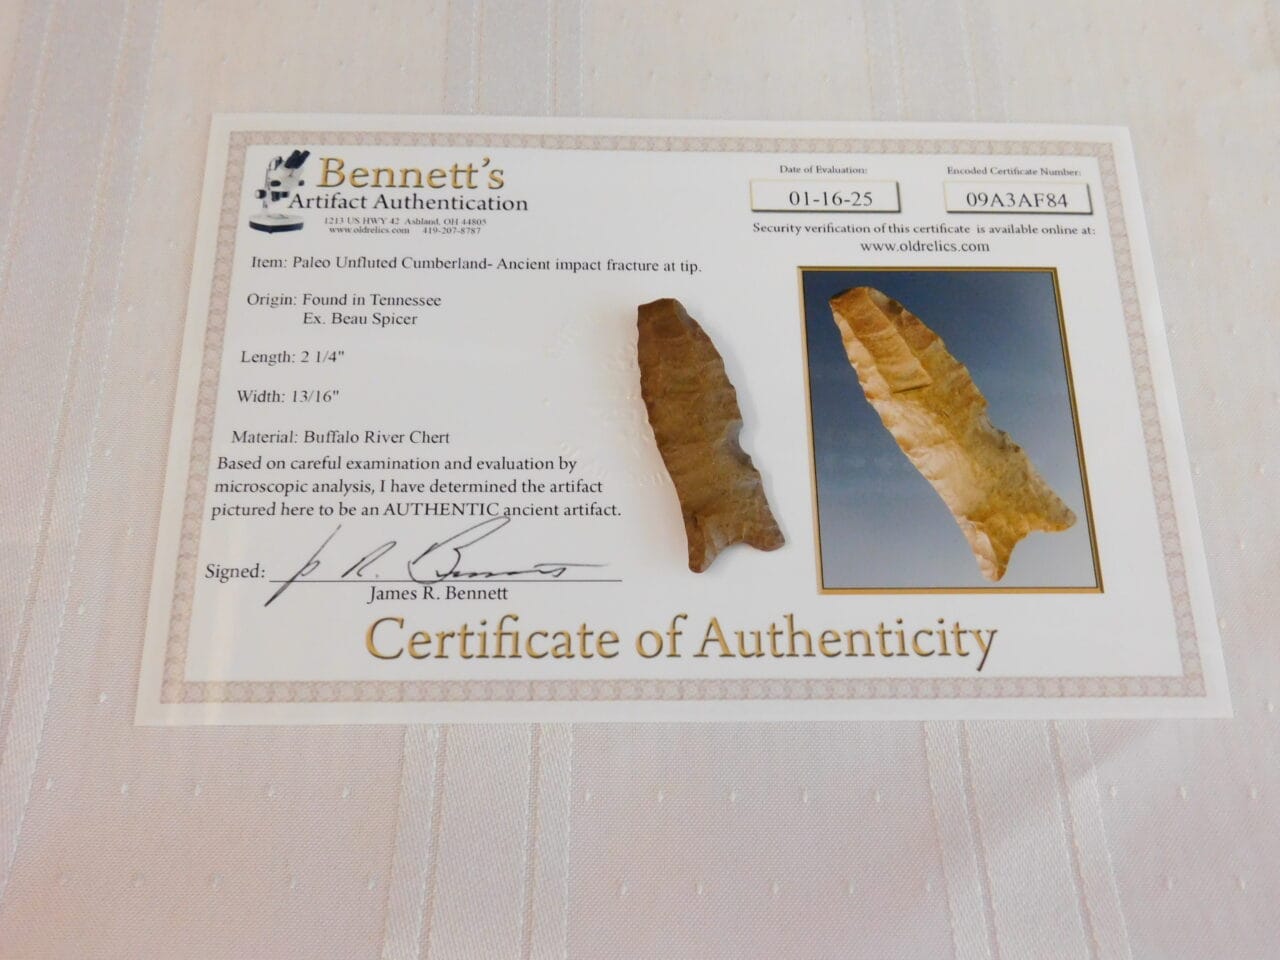 Bennett's
Artifact Authentication
1213 US HWY 42 Ashland, OH 44805
www.oldrelics.com 419-207-8787
Date of Evaluation:
01-16-25
Encoded Certificate Number:
09A3AF84
Security verification of this certificate is available online at:
www.oldrelics.com
Item: Paleo Unfluted Cumberland- Ancient impact fracture at tip.
Origin: Found in Tennessee
Ex. Beau Spicer
Length: 2 1/4"
Width: 13/16"
Material: Buffalo River Chert
Based on careful examination and evaluation by
microscopic analysis, I have determined the artifact
pictured here to be an AUTHENTIC ancient artifact.
Signed: J. R. Bennett
James R. Bennett
Certificate of Authenticity